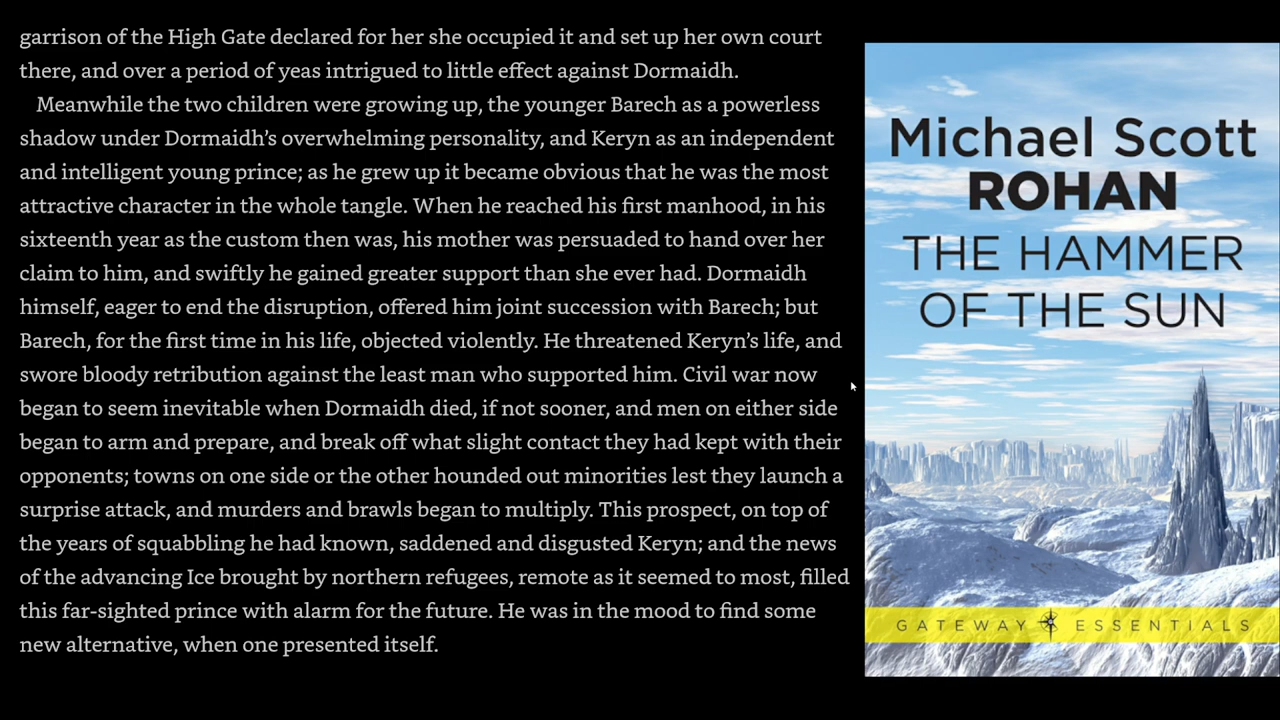 garrison of the High Gate declared for her she occupied it and set up her own court
there, and over a period of yeas intrigued to little effect against Dormaidh.
Meanwhile the two children were growing up, the younger Barech as a powerless
shadow under Dormaidh’s overwhelming personality, and Keryn as an independent
and intelligent young prince; as he grew up it became obvious that he was the most
attractive character in the whole tangle. When he reached his first manhood, in his
sixteenth year as the custom then was, his mother was persuaded to hand over her
claim to him, and swiftly he gained greater support than she ever had. Dormaidh
himself, eager to end the disruption, offered him joint succession with Barech; but
Barech, for the first time in his life, objected violently. He threatened Keryn’s life, and
swore bloody retribution against the least man who supported him. Civil war now
began to seem inevitable when Dormaidh died, if not sooner, and men on either side
began to arm and prepare, and break off what slight contact they had kept with their
opponents; towns on one side or the other hounded out minorities lest they launch a
surprise attack, and murders and brawls began to multiply. This prospect, on top of
the years of squabbling he had known, saddened and disgusted Keryn; and the news
of the advancing Ice brought by northern refugees, remote as it seemed to most, filled
this far-sighted prince with alarm for the future. He was in the mood to find some
new alternative, when one presented itself.
Michael Scott
ROHAN
THE HAMMER
OF THE SUN
GATEWAY ESSENTIALS